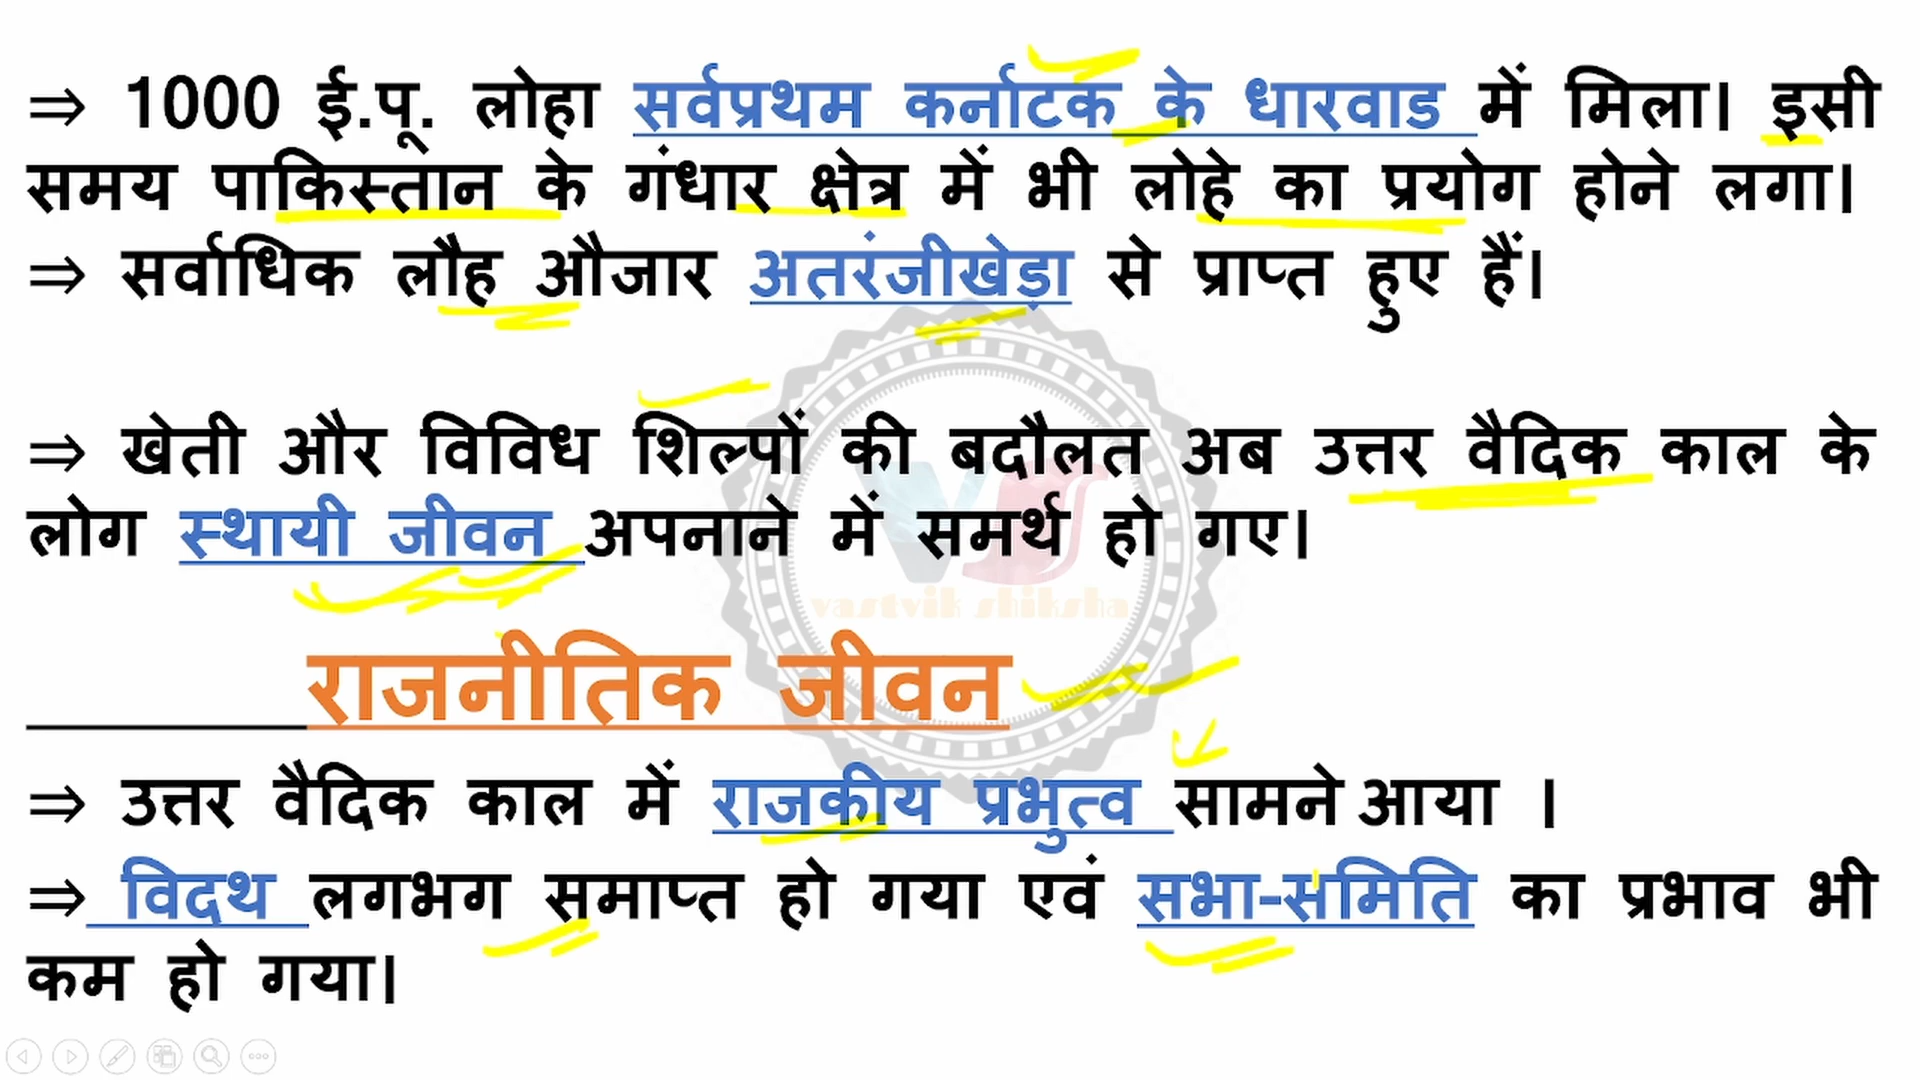 ⇒ 1000 ई.पू. लोहा सर्वप्रथम कर्नाटक के धारवाड में मिला। इसी
समय पाकिस्तान के गंधार क्षेत्र में भी लोहे का प्रयोग होने लगा।
⇒ सर्वाधिक लौह औजार अतरंजीखेड़ा से प्राप्त हुए हैं।
⇒ खेती और विविध शिल्पों की बदौलत अब उत्तर वैदिक काल के
लोग स्थायी जीवन अपनाने में समर्थ हो गए।
vastvik shiksha
राजनीतिक जीवन
⇒ उत्तर वैदिक काल में राजकीय प्रभुत्व सामने आया ।
⇒ विदथ लगभग समाप्त हो गया एवं सभा-समिति का प्रभाव भी
कम हो गया।